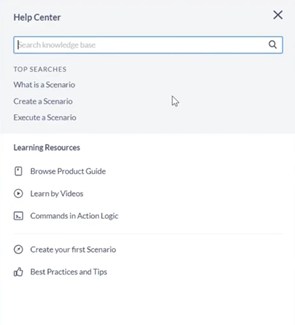 Help Center
Search knowledge base
TOP SEARCHES
What is a Scenario
Create a Scenario
Execute a Scenario
Learning Resources
Browse Product Guide
Learn by Videos
Commands in Action Logic
Create your first Scenario
Best Practices and Tips